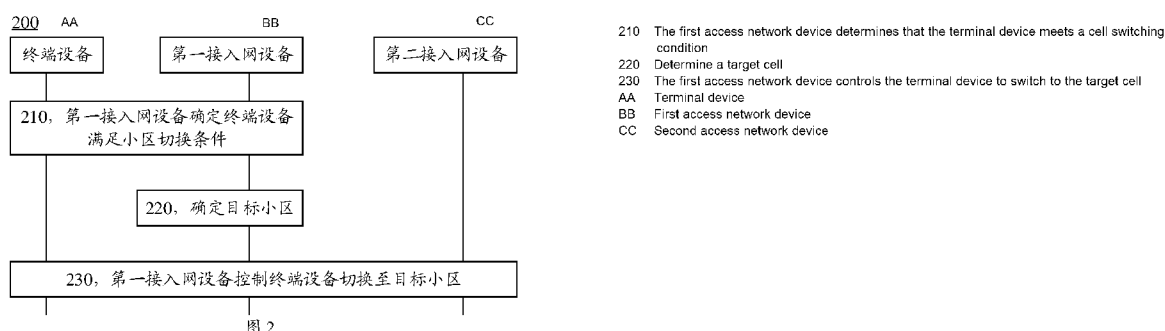 200 AA BB CC
终端设备 第一接入网设备 第二接入网设备
210，第一接入网设备确定终端设备
满足小区切换条件
220，确定目标小区
230，第一接入网设备控制终端设备切换至目标小区
图 2
210 The first access network device determines that the terminal device meets a cell switching
condition
220 Determine a target cell
230 The first access network device controls the terminal device to switch to the target cell
AA Terminal device
BB First access network device
CC Second access network device